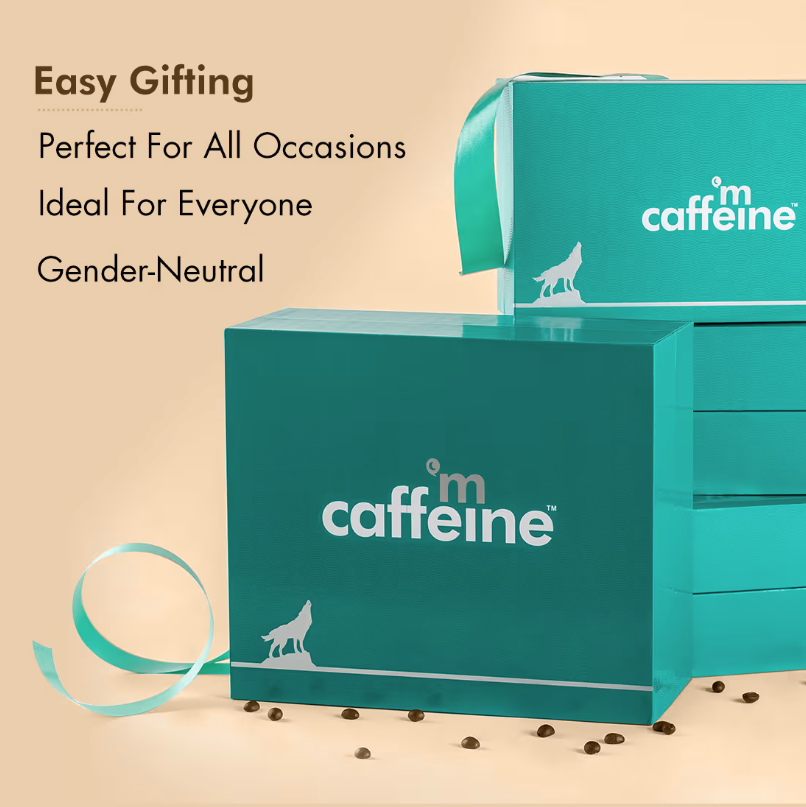 Easy Gifting
Perfect For All Occasions
Ideal For Everyone
Gender-Neutral
'm
caffeine™
'm
caffeine™